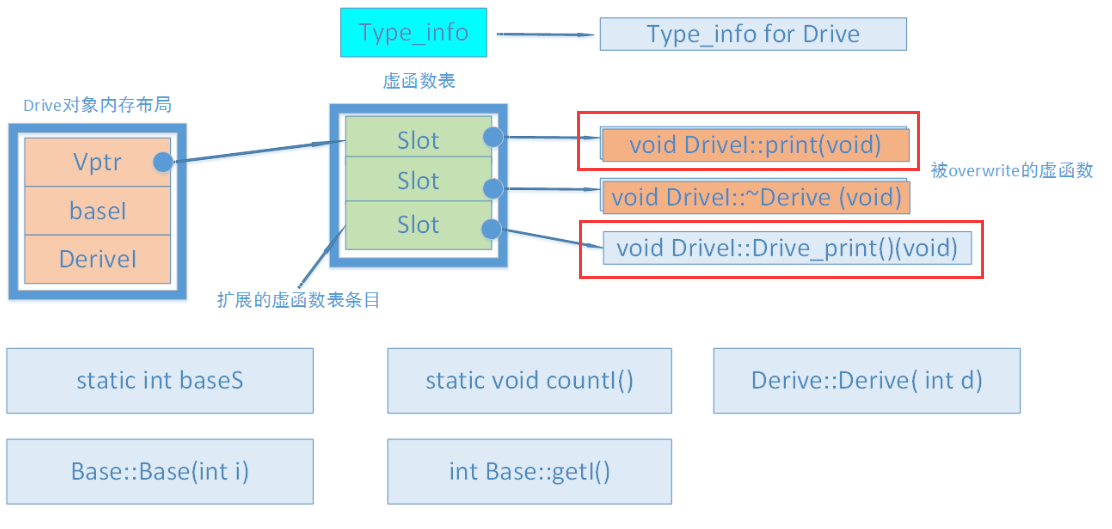 Type_info
Type_info for Drive
虚函数表
Drive对象内存布局
Vptr
baseI
DeriveI
Slot
Slot
Slot
void DriveI::print(void)
被overwrite的虚函数
void DriveI::~Derive (void)
void DriveI::Drive_print()(void)
扩展的虚函数表条目
static int baseS
static void countI()
Derive::Derive( int d)
Base::Base(int i)
int Base::getI()